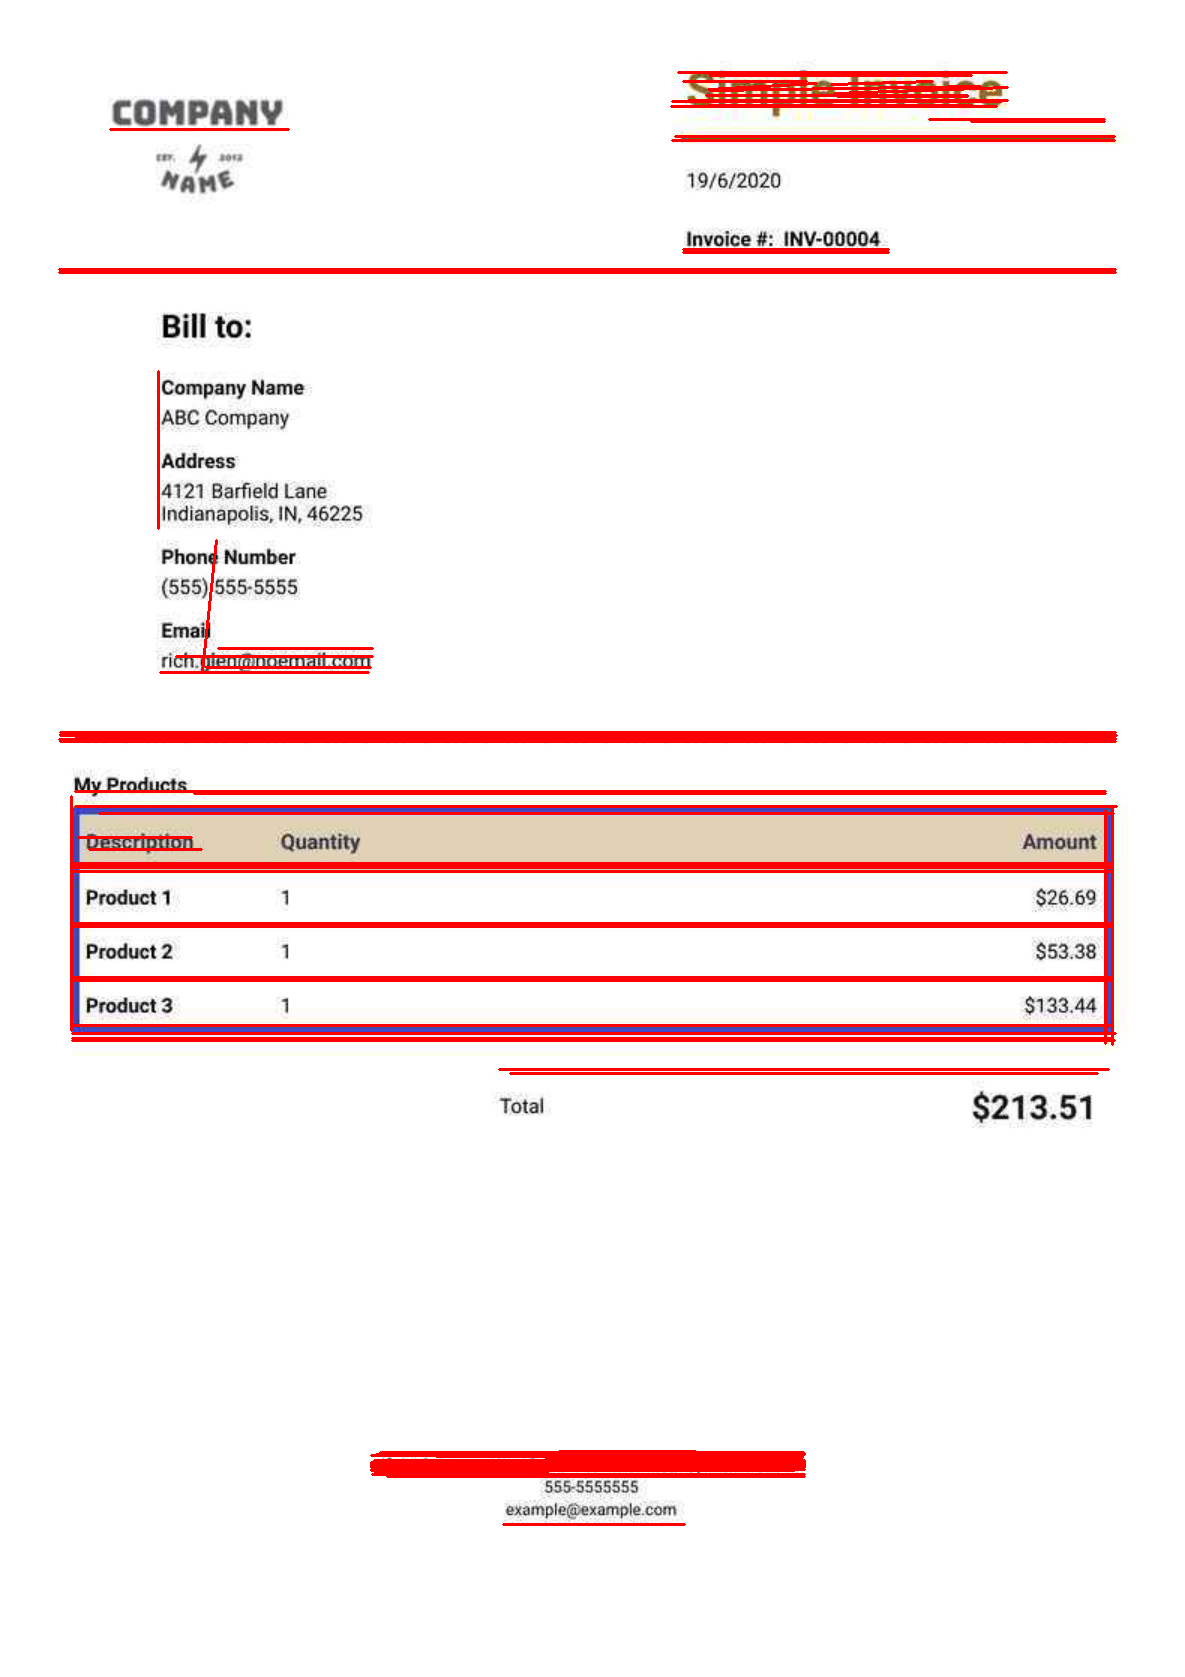 COMPANY
EST. 2012
NAME
Simple Invoice
19/6/2020
Invoice #: INV-00004
Bill to:
Company Name
ABC Company
Address
4121 Barfield Lane
Indianapolis, IN, 46225
Phone Number
(555) 555-5555
Email
rich.glen@noemail.com
My Products
Description Quantity Amount
Product 1 1 $26.69
Product 2 1 $53.38
Product 3 1 $133.44
Total $213.51
555-5555555
example@example.com